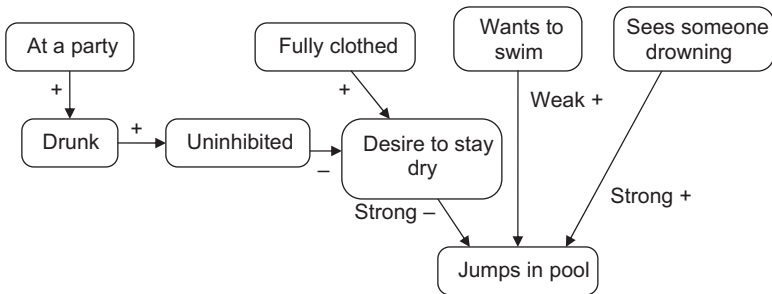 At a party
Fully clothed
Wants to
swim
Sees someone
drowning
+
+
Weak +
Drunk
+
Uninhibited
–
Desire to stay
dry
Strong –
Strong +
Jumps in pool